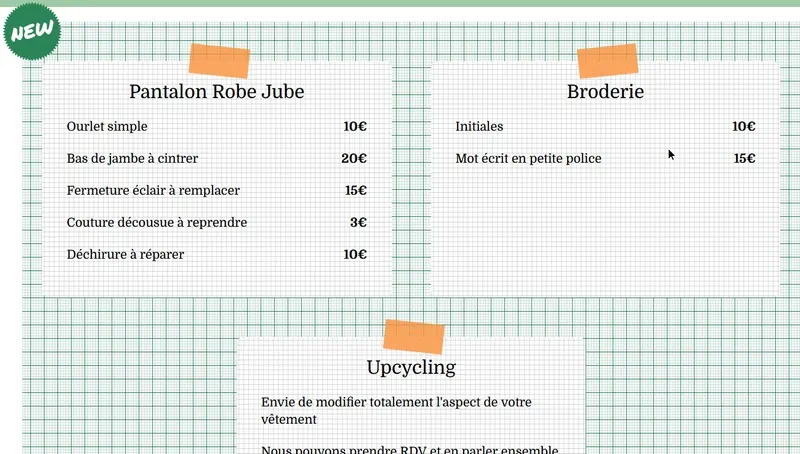 NEW
Pantalon Robe Jube
Ourlet simple 10€
Bas de jambe à cintrer 20€
Fermeture éclair à remplacer 15€
Couture décousue à reprendre 3€
Déchirure à réparer 10€
Broderie
Initiales 10€
Mot écrit en petite police 15€
Upcycling
Envie de modifier totalement l'aspect de votre
vêtement
Nous pouvons prendre RDV et en parler ensemble